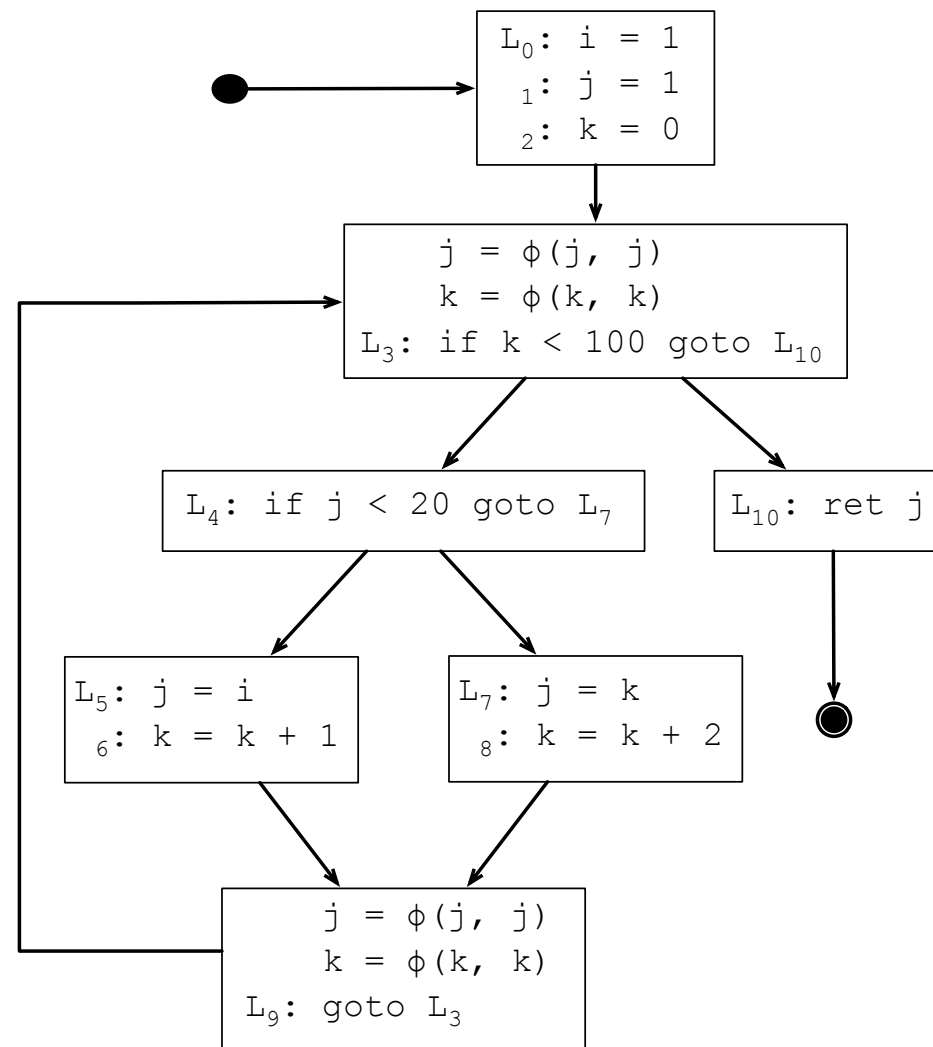 L₀: i = 1
₁: j = 1
₂: k = 0
j = ϕ(j, j)
k = ϕ(k, k)
L₃: if k < 100 goto L₁₀
L₄: if j < 20 goto L₇
L₁₀: ret j
L₅: j = i
₆: k = k + 1
L₇: j = k
₈: k = k + 2
j = ϕ(j, j)
k = ϕ(k, k)
L₉: goto L₃